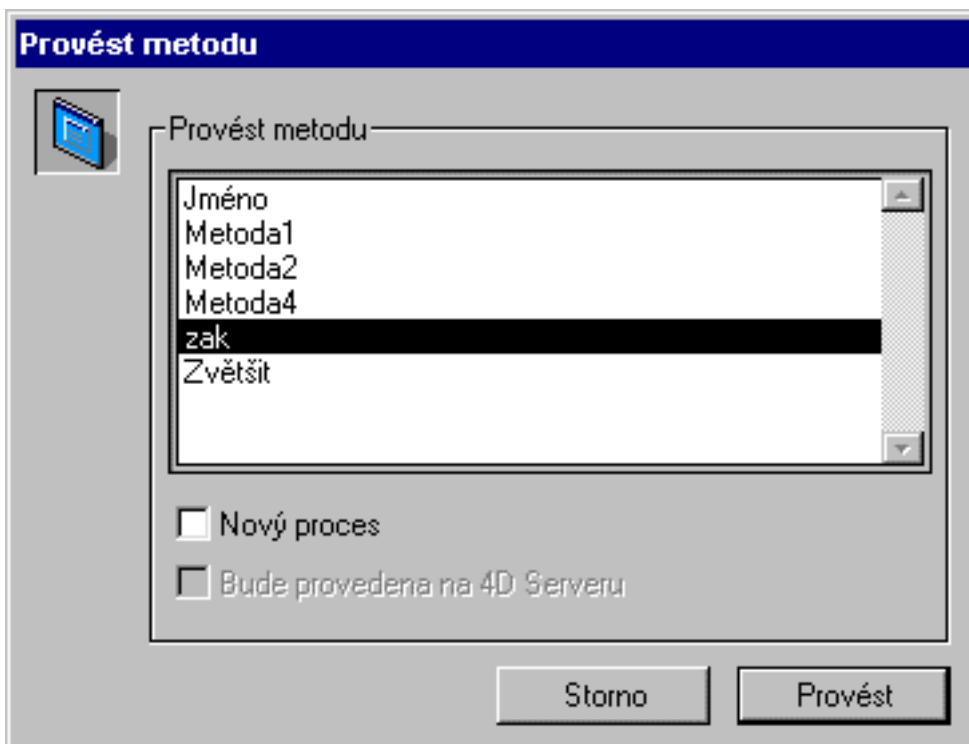 Provést metodu
Provést metodu
Jméno
Metoda1
Metoda2
Metoda4
zak
Zvětšit
Nový proces
Bude provedena na 4D Serveru
Storno
Provést